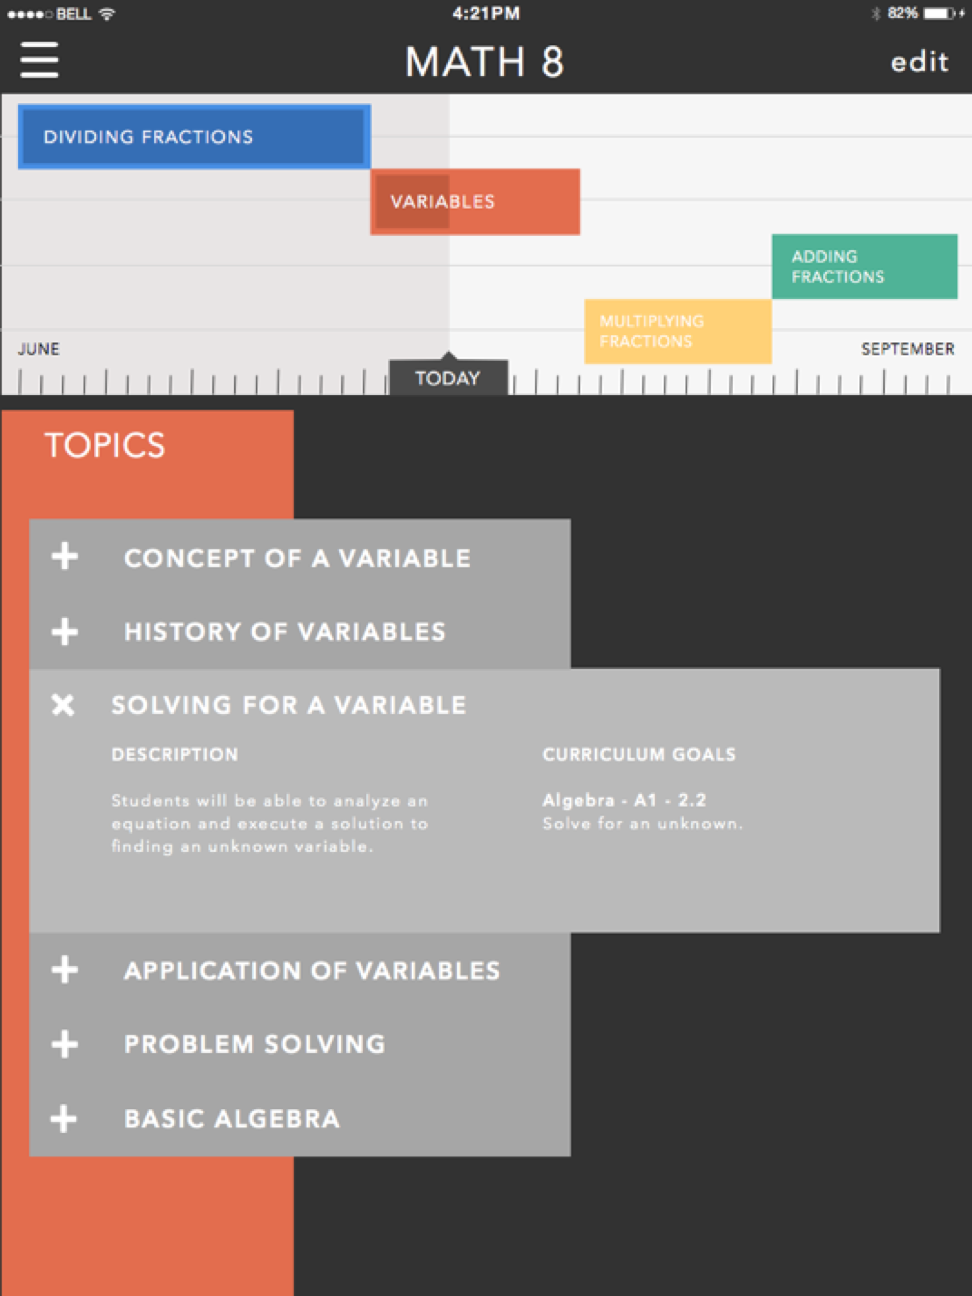 BELL 4:21PM 82%
MATH 8
edit
DIVIDING FRACTIONS
VARIABLES
ADDING
FRACTIONS
MULTIPLYING
FRACTIONS
JUNE
SEPTEMBER
TODAY
TOPICS
CONCEPT OF A VARIABLE
HISTORY OF VARIABLES
SOLVING FOR A VARIABLE
DESCRIPTION
Students will be able to analyze an
equation and execute a solution to
finding an unknown variable.
CURRICULUM GOALS
Algebra - A1 - 2.2
Solve for an unknown.
APPLICATION OF VARIABLES
PROBLEM SOLVING
BASIC ALGEBRA